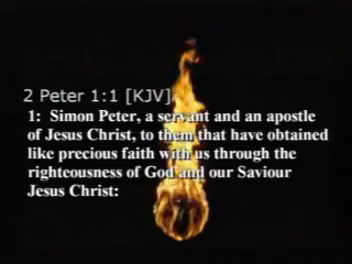 2 Peter 1:1 [KJV]
1: Simon Peter, a servant and an apostle
of Jesus Christ, to them that have obtained
like precious faith with us through the
righteousness of God and our Saviour
Jesus Christ: